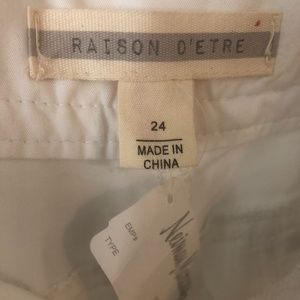 RAISON D'ETRE
24
MADE IN
CHINA
EMP#
TYPE